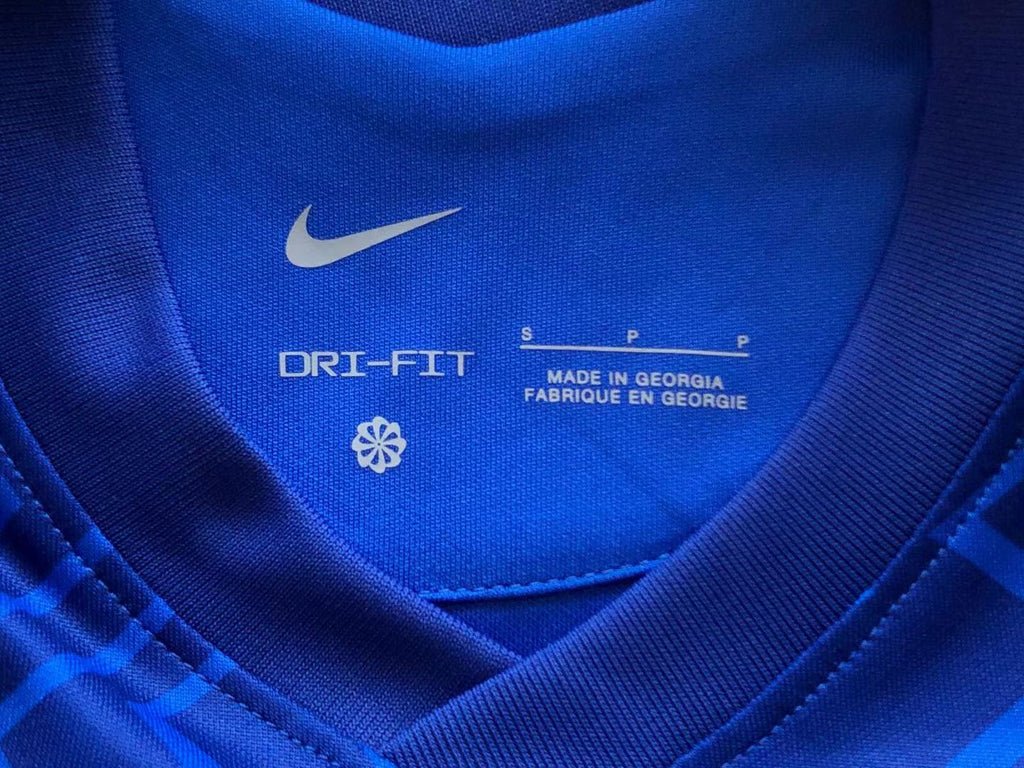 DRI-FIT
S P P
MADE IN GEORGIA
FABRIQUE EN GEORGIE